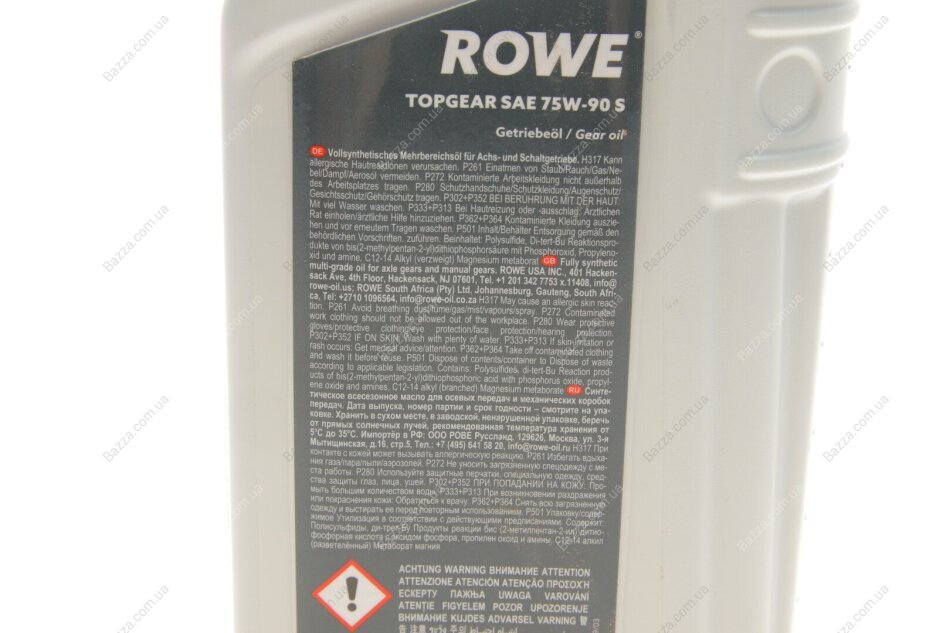 ROWE®
TOPGEAR SAE 75W-90 S
Getriebeöl / Gear oil
DE Vollsynthetisches Mehrbereichsöl für Achs- und Schaltgetriebe. H317 Kann
allergische Hautreaktionen verursachen. P261 Einatmen von Staub/Rauch/Gas/Ne-
bel/Dampf/Aerosol vermeiden. P272 Kontaminierte Arbeitskleidung nicht außerhalb
des Arbeitsplatzes tragen. P280 Schutzhandschuhe/Schutzkleidung/Augenschutz/
Gesichtsschutz/Gehörschutz tragen. P302+P352 BEI BERÜHRUNG MIT DER HAUT:
Mit viel Wasser waschen. P333+P313 Bei Hautreizung oder -ausschlag: Ärztlichen
Rat einholen/ärztliche Hilfe hinzuziehen. P362+P364 Kontaminierte Kleidung auszie-
hen und vor erneutem Tragen waschen. P501 Inhalt/Behälter Entsorgung gemäß den
behördlichen Vorschriften. zuführen. Beinhaltet: Polysulfide, Di-tert-Bu Reaktionspro-
dukte von bis(2-methylpentan-2-yl)dithiophosphorsäure mit Phosphoroxid, Propyleno-
xid und amine, C12-14 Alkyl (verzweigt) Magnesium metaborat GB Fully synthetic
multi-grade oil for axle gears and manual gears. ROWE USA INC., 401 Hacken-
sack Ave, 4th Floor, Hackensack, NJ 07601, Tel. +1 201 342 7753 x.11408, info@
rowe-oil.us; ROWE South Africa (Pty) Ltd, Johannesburg, Gauteng, South Afri-
ca, Tel: +2710 1096564, info@rowe-oil.co.za H317 May cause an allergic skin reac-
tion. P261 Avoid breathing dust/fume/gas/mist/vapours/spray. P272 Contaminated
work clothing should not be allowed out of the workplace. P280 Wear protective
gloves/protective clothing/eye protection/face protection/hearing protection.
P302+P352 IF ON SKIN: Wash with plenty of water. P333+P313 If skin irritation or
rash occurs: Get medical advice/attention. P362+P364 Take off contaminated clothing
and wash it before reuse. P501 Dispose of contents/container to Dispose of waste
according to applicable legislation. Contains: Polysulfides, di-tert-Bu Reaction prod-
ucts of bis(2-methylpentan-2-yl)dithiophosphoric acid with phosphorus oxide, propyl-
ene oxide and amines, C12-14 alkyl (branched) Magnesium metaborate RU Синте-
тическое всесезонное масло для осевых передач и механических коробок
передач. Дата выпуска, номер партии и срок годности – смотрите на упа-
ковке. Хранить в сухом месте, в заводской, ненарушенной упаковке, беречь
от прямых солнечных лучей, рекомендованная температура хранения от
5°C до 35°C. Импортёр в РФ: ООО РОВЕ Руссланд, 129626, Москва, ул. 3-я
Мытищинская, д.16, стр.5, Тел.: +7 (495) 641 58 20, info@rowe-oil.ru H317 При
контакте с кожей может вызывать аллергическую реакцию. P261 Избегать вдыха-
ния газа/пара/пыли/аэрозолей. P272 Не уносить загрязненную спецодежду с ме-
ста работы. P280 Используйте защитные перчатки, специальную одежду, сред-
ства защиты глаз, лица, ушей. P302+P352 ПРИ ПОПАДАНИИ НА КОЖУ: Про-
мыть большим количеством воды. P333+P313 При возникновении раздражения
или покраснения кожи: Обратиться к врачу. P362+P364 Снять всю загрязненную
одежду и выстирать ее перед повторным использованием. P501 Упаковку/содер-
жимое Утилизация в соответствии с действующими предписаниями. Содержит:
Полисульфиды, ди-трет-Бу Продукты реакции бис (2-метилпентан-2-ил) дитио-
фосфорная кислота с оксидом фосфора, пропилен оксид и амины, C12-14 алкил
(разветвлённый) Метаборат магния
ACHTUNG WARNING ВНИМАНИЕ ATTENTION
ATTENZIONE ATENCIÓN ATENÇÃO ΠΡΟΣΟΧΗ
ЕСКЕРТУ ПАЖЊА UWAGA VAROVÁNÍ
ATENȚIE FIGYELEM POZOR UPOZORENJE
ВНИМАНИЕ KUJDES ADVARSEL VARNING
Bazza.com.ua